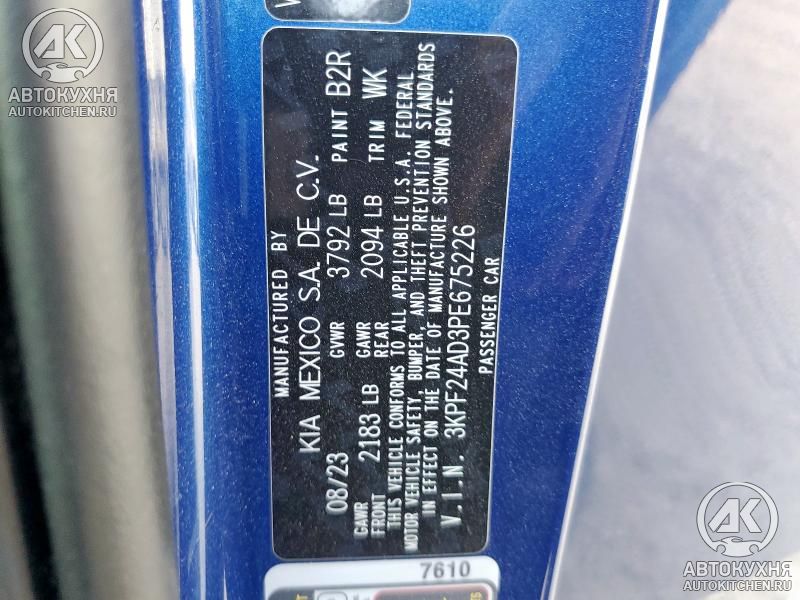 MANUFACTURED BY
KIA MEXICO S.A. DE C.V.
08/23 GVWR 3792 LB PAINT B2R
GAWR FRONT 2183 LB GAWR REAR 2094 LB TRIM WK
THIS VEHICLE CONFORMS TO ALL APPLICABLE U.S.A. FEDERAL
MOTOR VEHICLE SAFETY, BUMPER, AND THEFT PREVENTION STANDARDS
IN EFFECT ON THE DATE OF MANUFACTURE SHOWN ABOVE.
V.I.N. 3KPF24AD3PE675226
PASSENGER CAR
7610
АК
АВТОКУХНЯ
AUTOKITCHEN.RU
АК
АВТОКУХНЯ
AUTOKITCHEN.RU